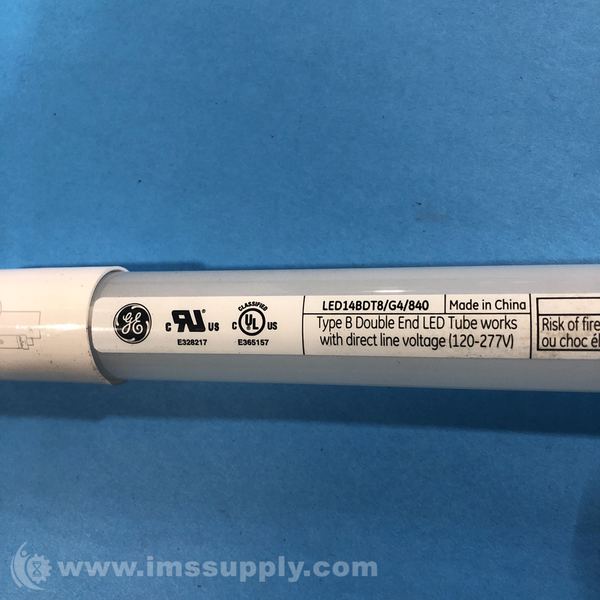 GE
C RU US
E328217
CLASSIFIED
C UL US
E365157
LED14BDT8/G4/840
Made in China
Type B Double End LED Tube works
with direct line voltage (120-277V)
Risk of fire
ou choc él
www.imssupply.com